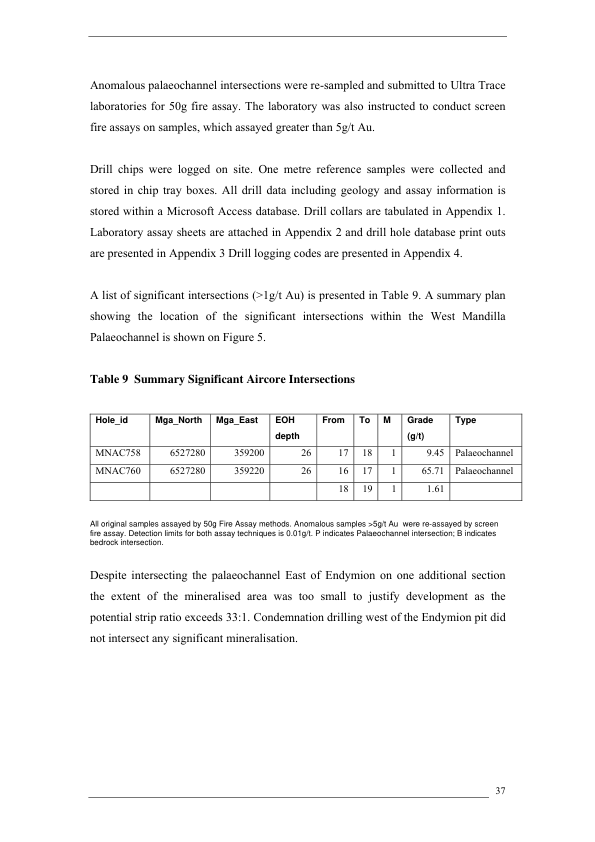 Anomalous palaeochannel intersections were re-sampled and submitted to Ultra Trace
laboratories for 50g fire assay. The laboratory was also instructed to conduct screen
fire assays on samples, which assayed greater than 5g/t Au.
Drill chips were logged on site. One metre reference samples were collected and
stored in chip tray boxes. All drill data including geology and assay information is
stored within a Microsoft Access database. Drill collars are tabulated in Appendix 1.
Laboratory assay sheets are attached in Appendix 2 and drill hole database print outs
are presented in Appendix 3 Drill logging codes are presented in Appendix 4.
A list of significant intersections (>1g/t Au) is presented in Table 9. A summary plan
showing the location of the significant intersections within the West Mandilla
Palaeochannel is shown on Figure 5.
Table 9 Summary Significant Aircore Intersections
Hole_id Mga_North Mga_East EOH depth From To M Grade (g/t) Type
MNAC758 6527280 359200 26 17 18 1 9.45 Palaeochannel
MNAC760 6527280 359220 26 16 17 1 65.71 Palaeochannel
18 19 1 1.61
All original samples assayed by 50g Fire Assay methods. Anomalous samples >5g/t Au were re-assayed by screen
fire assay. Detection limits for both assay techniques is 0.01g/t. P indicates Palaeochannel intersection; B indicates
bedrock intersection.
Despite intersecting the palaeochannel East of Endymion on one additional section
the extent of the mineralised area was too small to justify development as the
potential strip ratio exceeds 33:1. Condemnation drilling west of the Endymion pit did
not intersect any significant mineralisation.
37